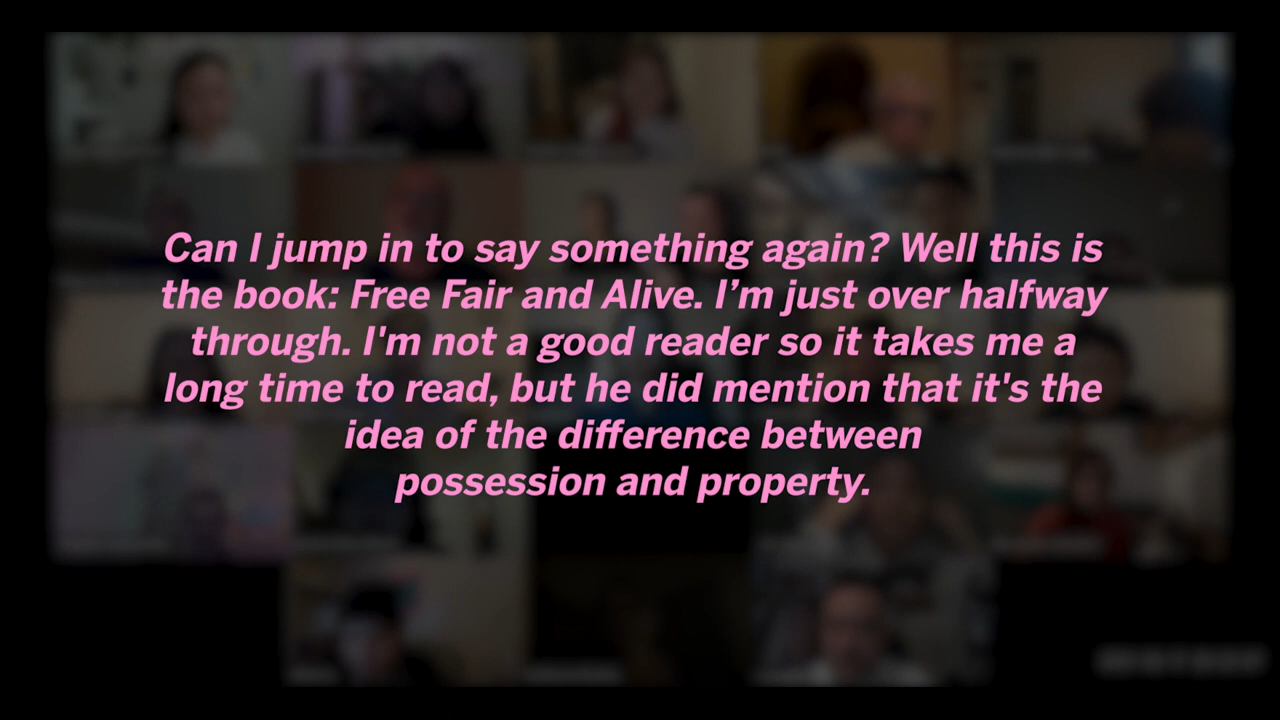 Can I jump in to say something again? Well this is
the book: Free Fair and Alive. I’m just over halfway
through. I'm not a good reader so it takes me a
long time to read, but he did mention that it's the
idea of the difference between
possession and property.